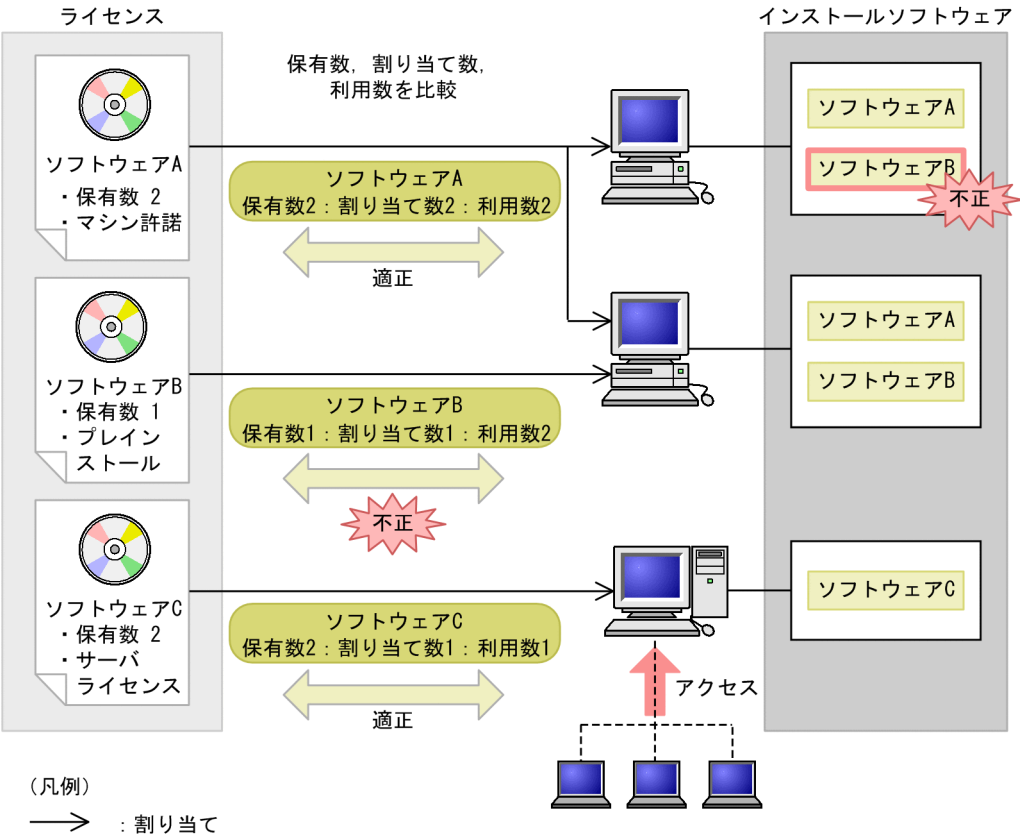 ライセンス
インストールソフトウェア
保有数，割り当て数，
利用数を比較
ソフトウェアA
・保有数 2
・マシン許諾
ソフトウェアA
保有数2：割り当て数2：利用数2
適正
ソフトウェアA
ソフトウェアB
不正
ソフトウェアB
・保有数 1
・プレイン
ストール
ソフトウェアB
保有数1：割り当て数1：利用数2
不正
ソフトウェアA
ソフトウェアB
ソフトウェアC
・保有数 2
・サーバ
ライセンス
ソフトウェアC
保有数2：割り当て数1：利用数1
適正
ソフトウェアC
アクセス
（凡例）
：割り当て